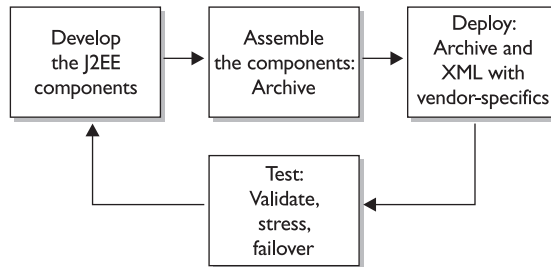 Develop
the J2EE
components
Assemble
the components:
Archive
Deploy:
Archive and
XML with
vendor-specifics
Test:
Validate,
stress,
failover